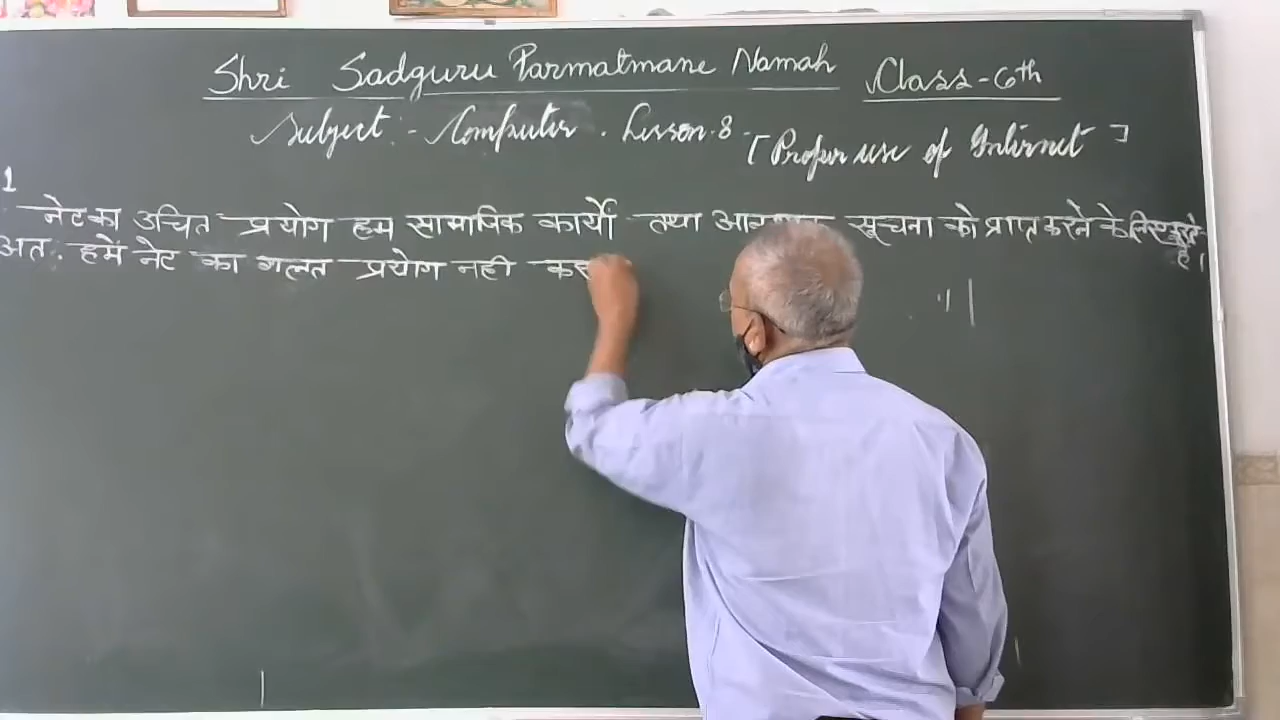 Shri Sadguru Parmatmane Namah Class-6th
Subject :- Computer . Lesson.8. [Proper use of Internet]
1
नेट का उचित प्रयोग हम सामाजिक कार्यों तथा सूचना को प्राप्त करने के लिए करते
है।
अत: हमें नेट का गलत प्रयोग नही